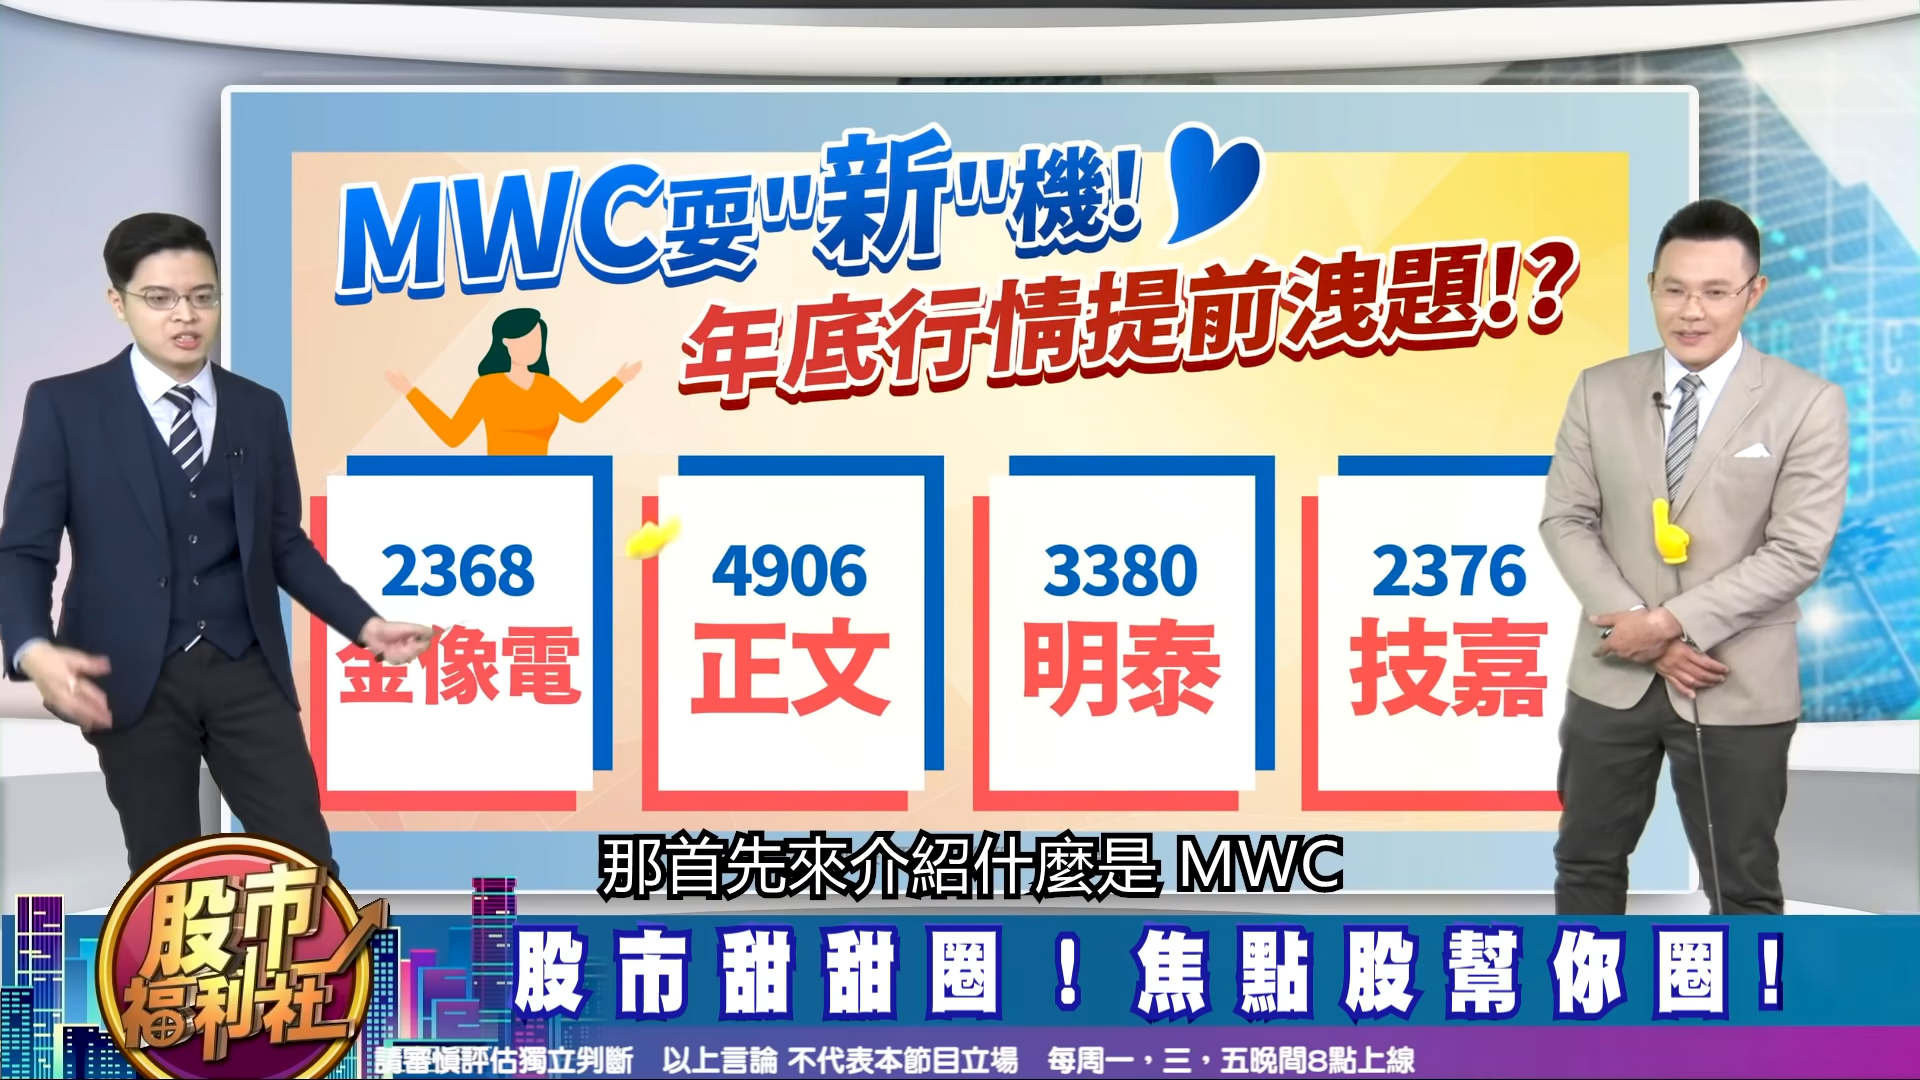 MWC耍"新"機!
年底行情提前洩題!?
2368
金像電
4906
正文
3380
明泰
2376
技嘉
那首先來介紹什麼是 MWC
股市甜甜圈！焦點股幫你圈！
股市
福利社
請審慎評估獨立判斷 以上言論 不代表本節目立場 每周一，三，五晚間8點上線